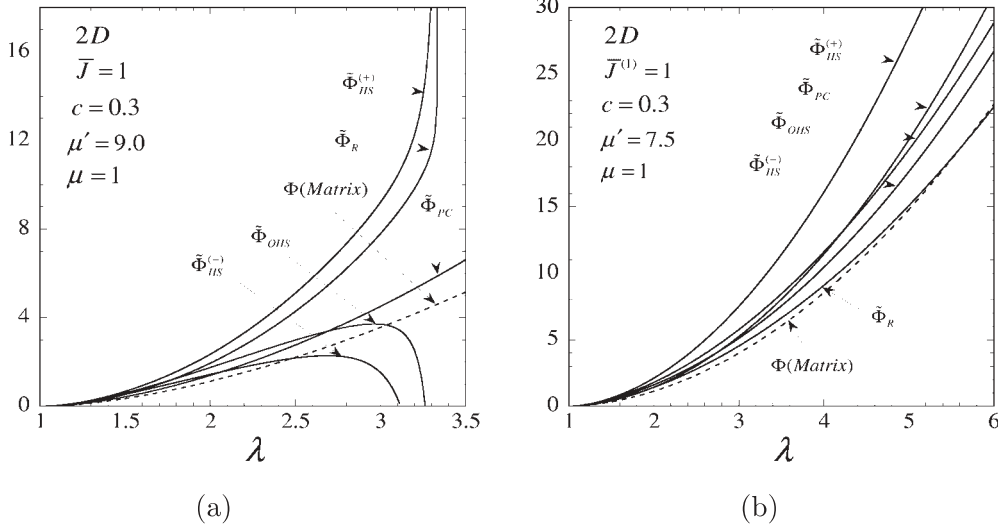 2D
J̅ = 1
c = 0.3
μ' = 9.0
μ = 1
Φ̃_HS^(+)
Φ̃_R
Φ(Matrix)
Φ̃_PC
Φ̃_OHS
Φ̃_HS^(−)
16
12
8
4
0
1 1.5 2 2.5 3 3.5
λ
(a)
2D
J̅^(1) = 1
c = 0.3
μ' = 7.5
μ = 1
Φ̃_HS^(+)
Φ̃_PC
Φ̃_OHS
Φ̃_HS^(−)
Φ̃_R
Φ(Matrix)
30
25
20
15
10
5
0
1 2 3 4 5 6
λ
(b)